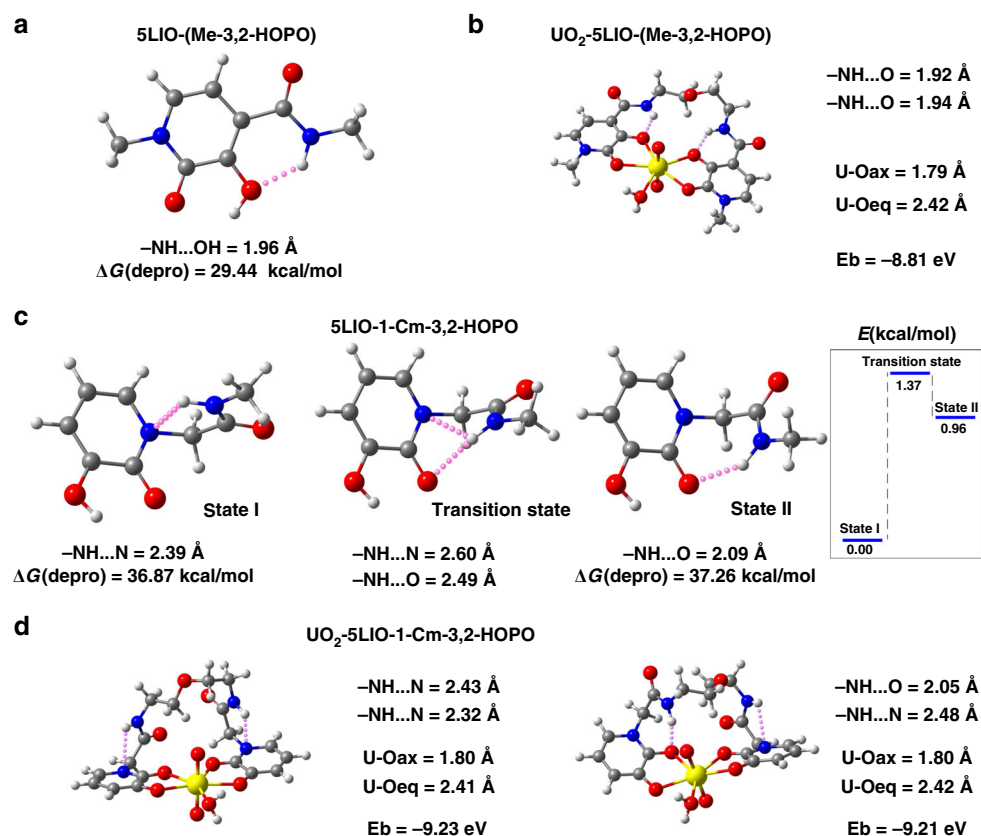 a
5LIO-(Me-3,2-HOPO)
–NH...OH = 1.96 Å
ΔG(depro) = 29.44 kcal/mol
b
UO₂-5LIO-(Me-3,2-HOPO)
–NH...O = 1.92 Å
–NH...O = 1.94 Å
U-Oax = 1.79 Å
U-Oeq = 2.42 Å
Eb = –8.81 eV
c
5LIO-1-Cm-3,2-HOPO
State I
–NH...N = 2.39 Å
ΔG(depro) = 36.87 kcal/mol
Transition state
–NH...N = 2.60 Å
–NH...O = 2.49 Å
State II
–NH...O = 2.09 Å
ΔG(depro) = 37.26 kcal/mol
E(kcal/mol)
Transition state
1.37
State II
0.96
State I
0.00
d
UO₂-5LIO-1-Cm-3,2-HOPO
–NH...N = 2.43 Å
–NH...N = 2.32 Å
U-Oax = 1.80 Å
U-Oeq = 2.41 Å
Eb = –9.23 eV
–NH...O = 2.05 Å
–NH...N = 2.48 Å
U-Oax = 1.80 Å
U-Oeq = 2.42 Å
Eb = –9.21 eV